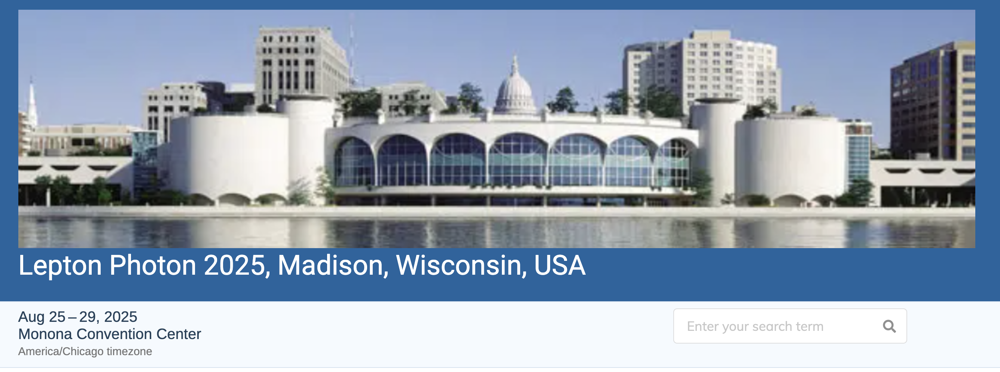 Lepton Photon 2025, Madison, Wisconsin, USA
Aug 25 – 29, 2025
Monona Convention Center
America/Chicago timezone
Enter your search term